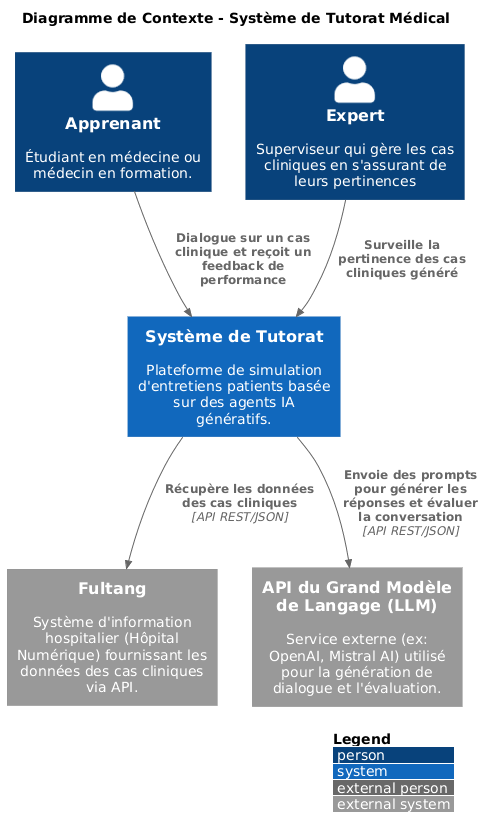 Diagramme de Contexte - Système de Tutorat Médical
Apprenant
Étudiant en médecine ou
médecin en formation.
Expert
Superviseur qui gère les cas
cliniques en s'assurant de
leurs pertinences
Dialogue sur un cas
clinique et reçoit un
feedback de
performance
Surveille la
pertinence des cas
cliniques généré
Système de Tutorat
Plateforme de simulation
d'entretiens patients basée
sur des agents IA
génératifs.
Récupère les données
des cas cliniques
[API REST/JSON]
Envoie des prompts
pour générer les
réponses et évaluer
la conversation
[API REST/JSON]
Fultang
Système d'information
hospitalier (Hôpital
Numérique) fournissant les
données des cas cliniques
via API.
API du Grand Modèle
de Langage (LLM)
Service externe (ex:
OpenAI, Mistral AI) utilisé
pour la génération de
dialogue et l'évaluation.
Legend
person
system
external person
external system